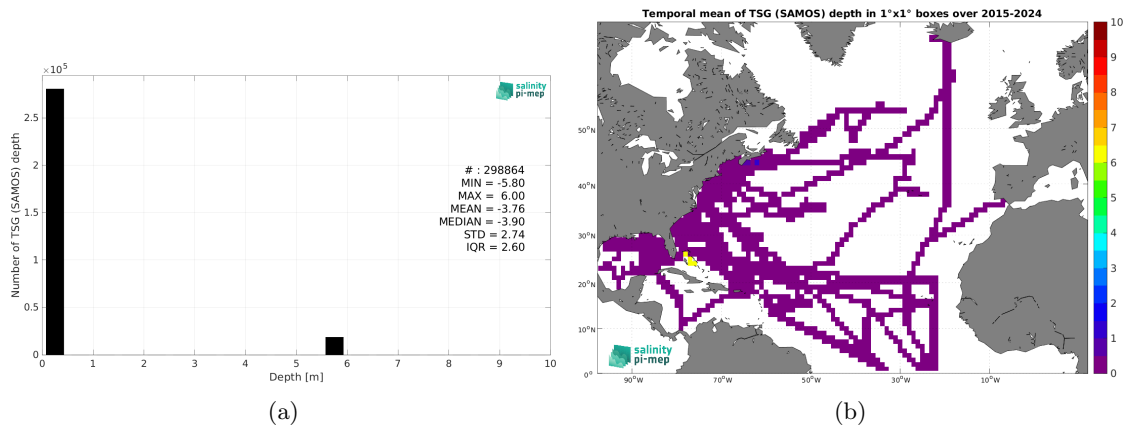 ×10⁵
2.5
2
1.5
1
0.5
0
Number of TSG (SAMOS) depth
salinity
pi-mep
# : 298864
MIN = -5.80
MAX = 6.00
MEAN = -3.76
MEDIAN = -3.90
STD = 2.74
IQR = 2.60
0 1 2 3 4 5 6 7 8 9 10
Depth [m]
(a)
Temporal mean of TSG (SAMOS) depth in 1°x1° boxes over 2015-2024
50°N
40°N
30°N
20°N
10°N
0°
90°W 70°W 50°W 30°W 10°W
salinity
pi-mep
10
9
8
7
6
5
4
3
2
1
0
(b)